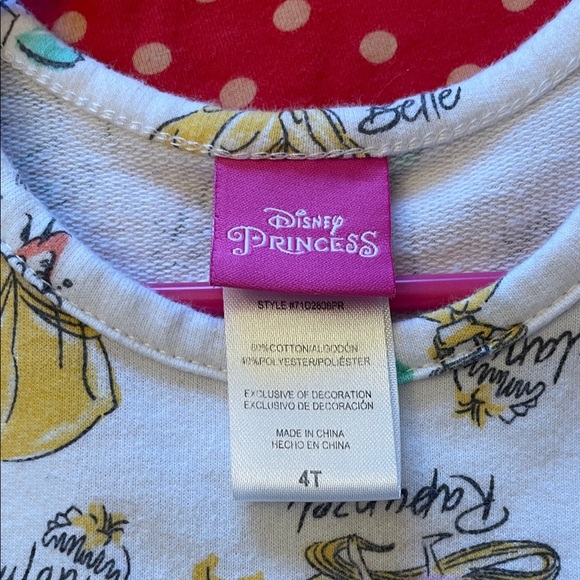 Belle
Disney
PRINCESS
STYLE #71D2808PR
60%COTTON/ALGODÓN
40%POLYESTER/POLIÉSTER
EXCLUSIVE OF DECORATION
EXCLUSIVO DE DECORACIÓN
MADE IN CHINA
HECHO EN CHINA
4T
Rapunzel